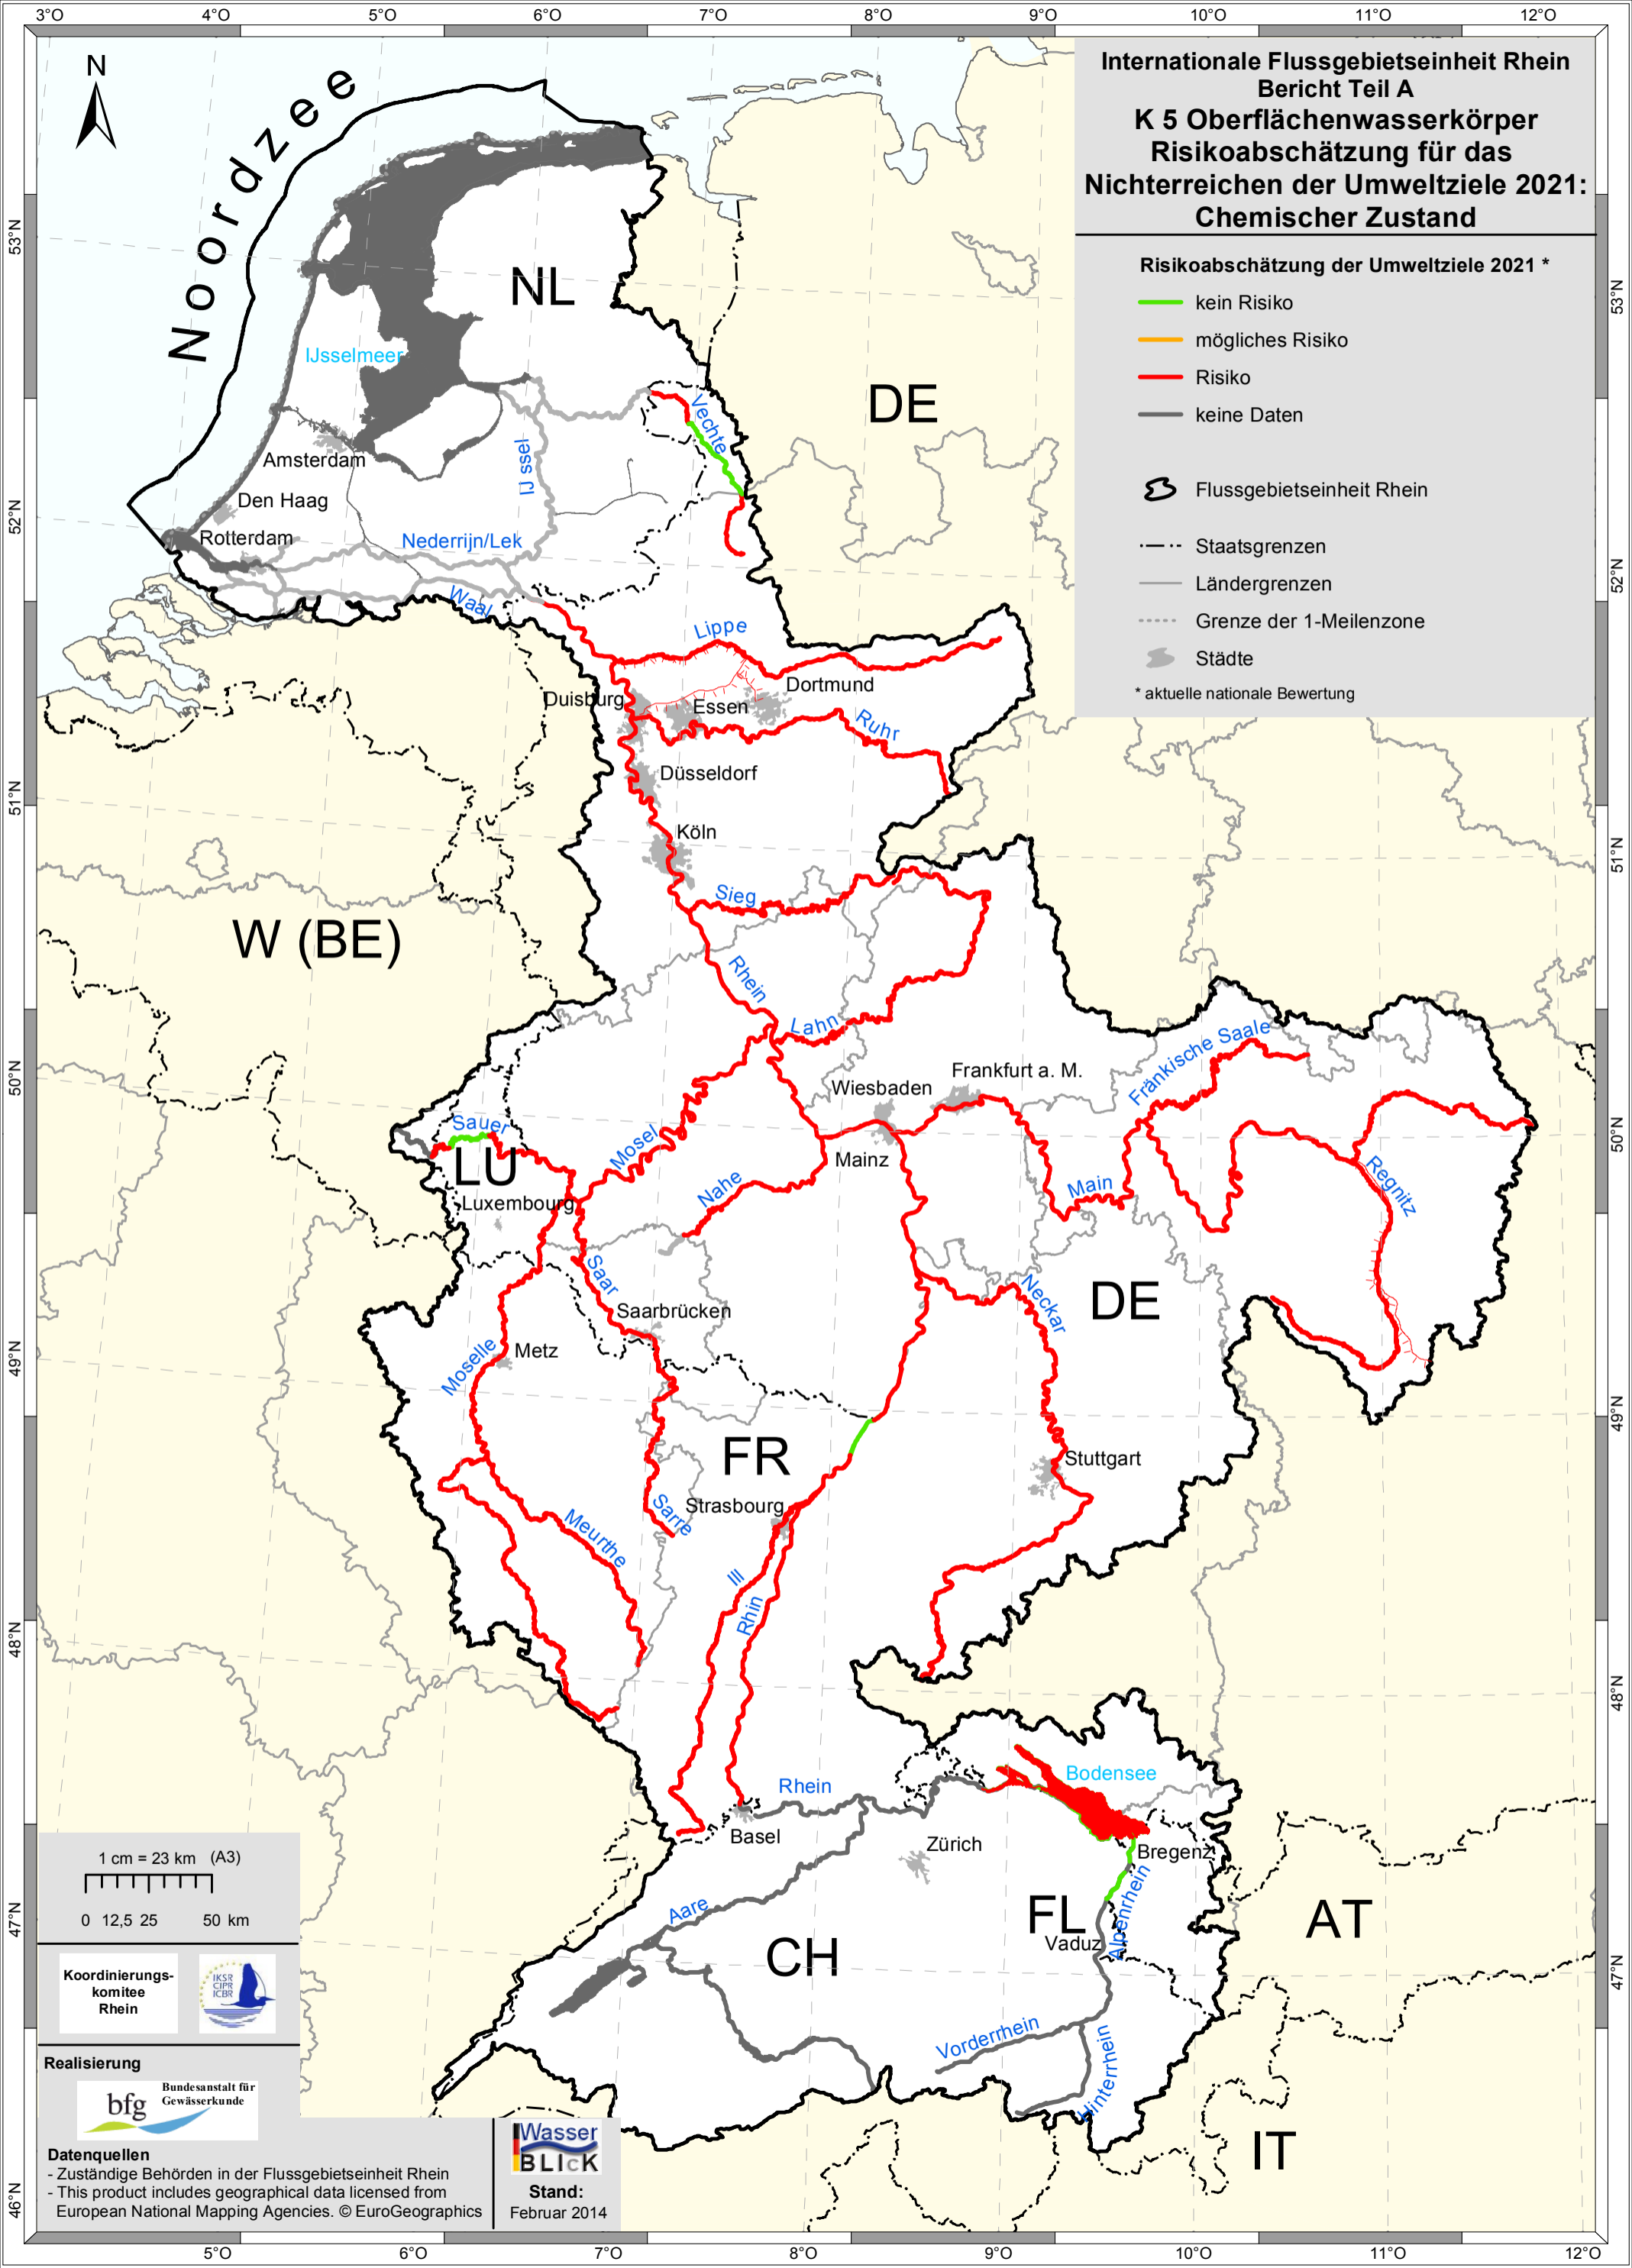 3°O 4°O 5°O 6°O 7°O 8°O 9°O 10°O 11°O 12°O
N
Noordzee
Internationale Flussgebietseinheit Rhein
Bericht Teil A
K 5 Oberflächenwasserkörper
Risikoabschätzung für das
Nichterreichen der Umweltziele 2021:
Chemischer Zustand
Risikoabschätzung der Umweltziele 2021 *
kein Risiko
mögliches Risiko
Risiko
keine Daten
Flussgebietseinheit Rhein
Staatsgrenzen
Ländergrenzen
Grenze der 1-Meilenzone
Städte
* aktuelle nationale Bewertung
53°N
53°N
52°N
52°N
51°N
51°N
50°N
50°N
49°N
49°N
48°N
48°N
47°N
47°N
46°N
NL
IJsselmeer
DE
Vechte
Amsterdam
IJssel
Den Haag
Rotterdam
Nederrijn/Lek
Waal
Lippe
Duisburg
Dortmund
Essen
Ruhr
Düsseldorf
Köln
Sieg
W (BE)
Rhein
Lahn
Fränkische Saale
Frankfurt a. M.
Wiesbaden
Sauer
LU
Mosel
Mainz
Luxembourg
Nahe
Main
Regnitz
Saar
Neckar
DE
Saarbrücken
Metz
Moselle
FR
Stuttgart
Strasbourg
Sarre
Meurthe
Ill
Rhin
Rhein
Bodensee
Basel
Zürich
Bregenz
Aare
FL
Vaduz
Alpenrhein
AT
CH
Vorderrhein
Hinterrhein
IT
1 cm = 23 km (A3)
0 12,5 25 50 km
Koordinierungs-
komitee
Rhein
IKSR
CIPR
ICBR
Realisierung
bfg
Bundesanstalt für
Gewässerkunde
Datenquellen
- Zuständige Behörden in der Flussgebietseinheit Rhein
- This product includes geographical data licensed from
European National Mapping Agencies. © EuroGeographics
Wasser
BLIcK
Stand:
Februar 2014
5°O 6°O 7°O 8°O 9°O 10°O 11°O 12°O